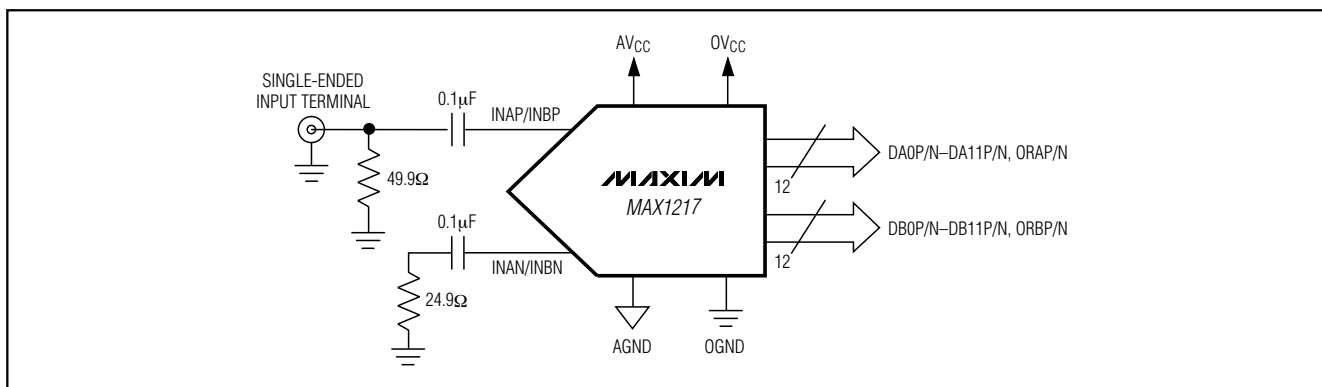 AVCC
OVCC
SINGLE-ENDED
INPUT TERMINAL
0.1μF
INAP/INBP
DA0P/N–DA11P/N, ORAP/N
49.9Ω
12
MAXIM
MAX1217
0.1μF
DB0P/N–DB11P/N, ORBP/N
INAN/INBN
12
24.9Ω
AGND
OGND